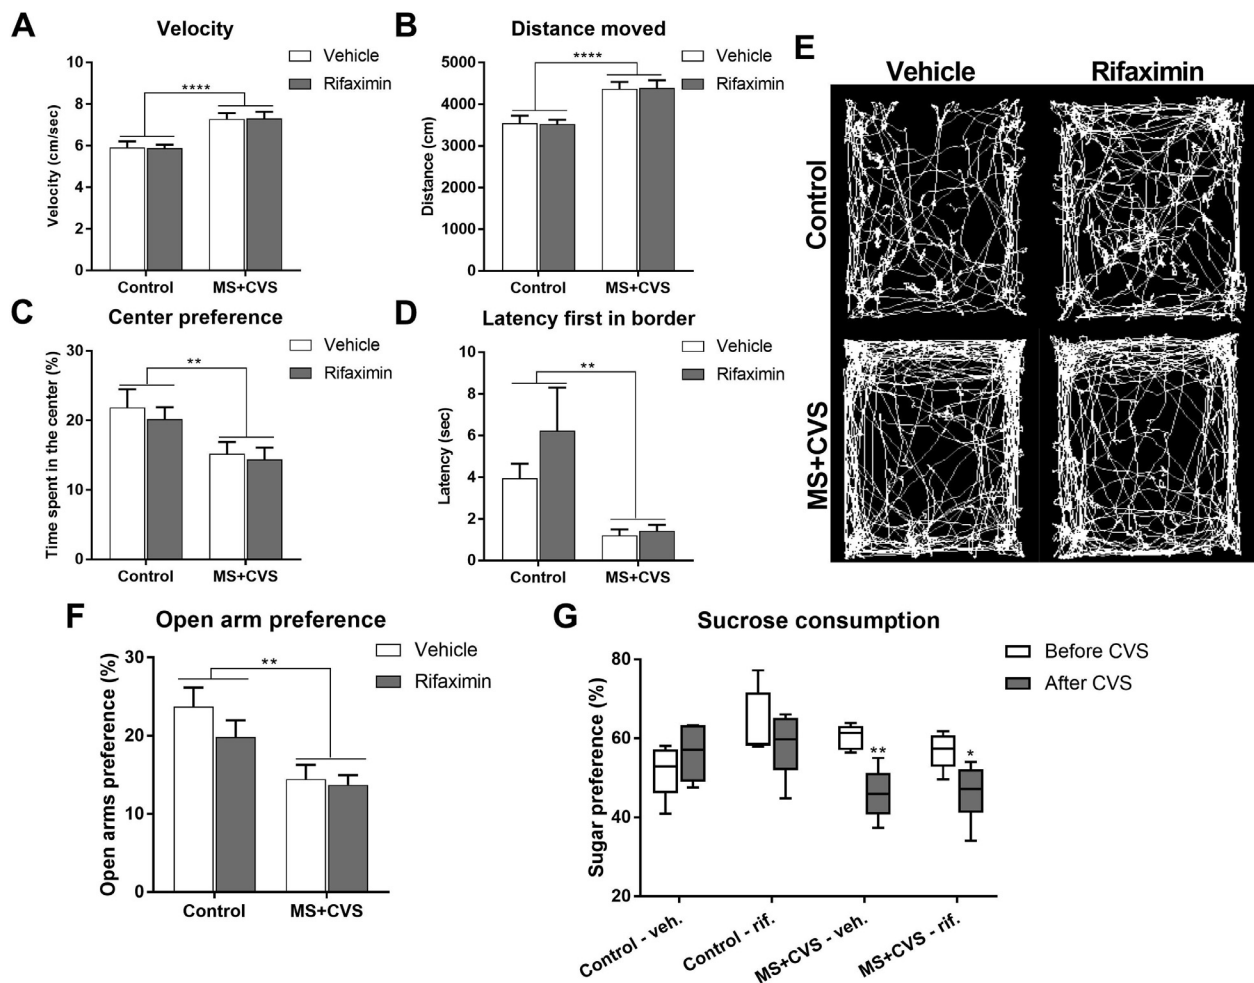 A
Velocity
Vehicle
Rifaximin
Velocity (cm/sec)
10
8
6
4
2
0
****
Control
MS+CVS
B
Distance moved
Vehicle
Rifaximin
Distance (cm)
5000
4000
3000
2000
1000
0
****
Control
MS+CVS
C
Center preference
Vehicle
Rifaximin
Time spent in the center (%)
30
20
10
0
**
Control
MS+CVS
D
Latency first in border
Vehicle
Rifaximin
Latency (sec)
10
8
6
4
2
0
**
Control
MS+CVS
E
Vehicle
Rifaximin
Control
MS+CVS
F
Open arm preference
Vehicle
Rifaximin
Open arms preference (%)
30
20
10
0
**
Control
MS+CVS
G
Sucrose consumption
Before CVS
After CVS
Sugar preference (%)
80
60
40
20
**
*
Control - veh.
Control - rif.
MS+CVS - veh.
MS+CVS - rif.